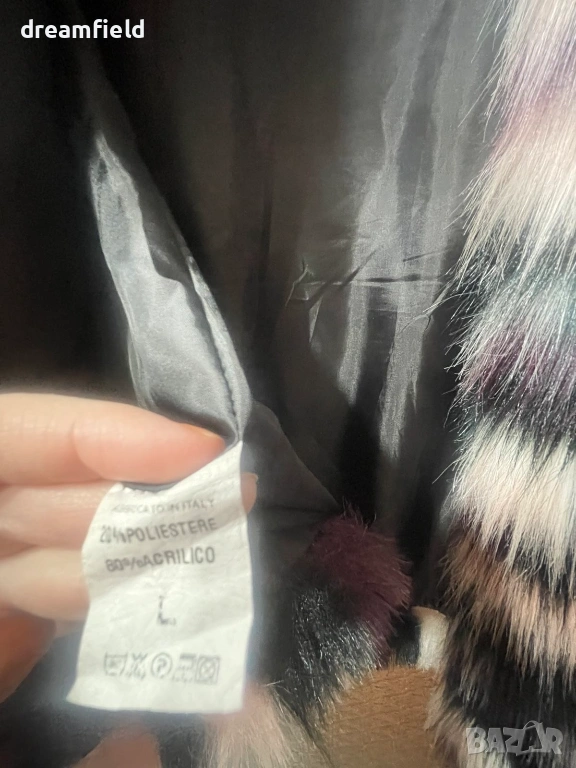 dreamfield
IN ITALY
20% POLIESTERE
80% ACRILICO
L
BAZAR